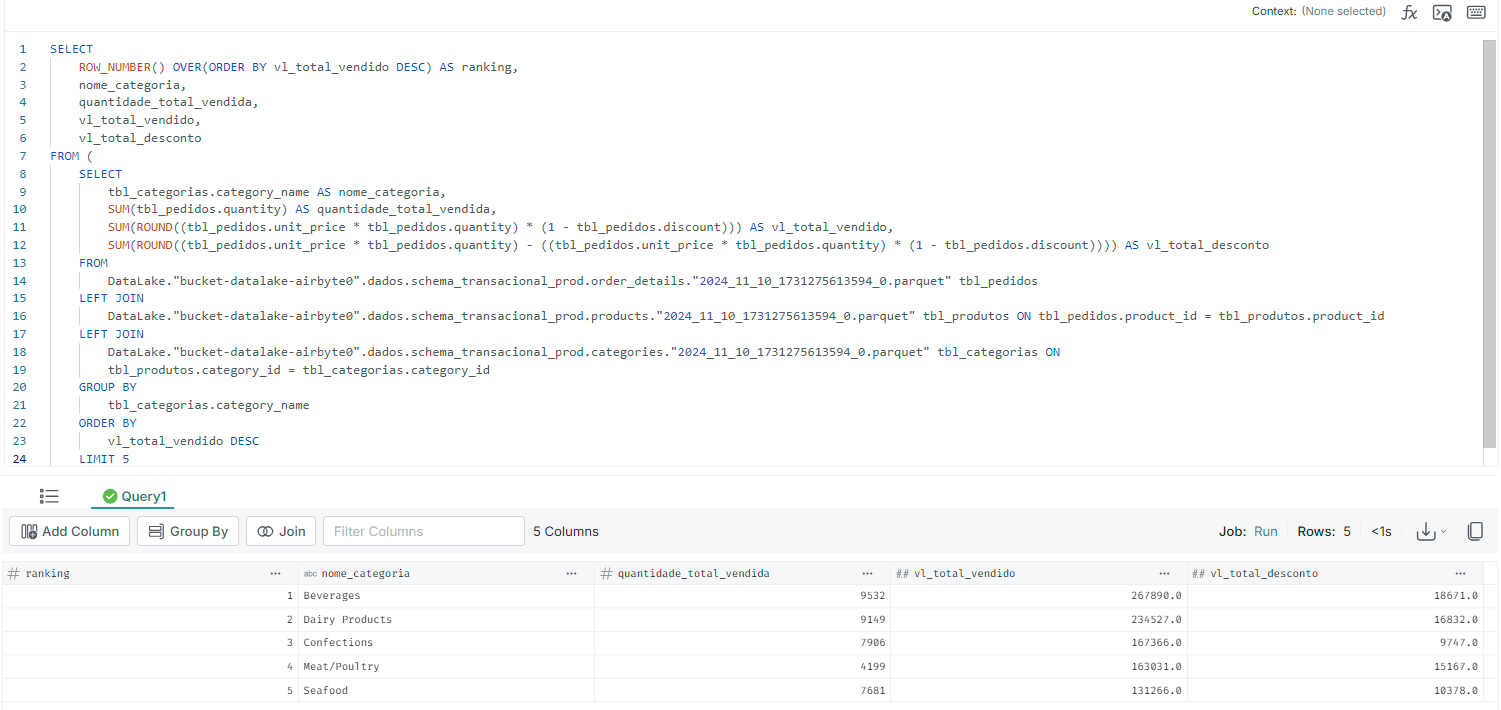 Context: (None selected)
1 SELECT
2 ROW_NUMBER() OVER(ORDER BY vl_total_vendido DESC) AS ranking,
3 nome_categoria,
4 quantidade_total_vendida,
5 vl_total_vendido,
6 vl_total_desconto
7 FROM (
8 SELECT
9 tbl_categorias.category_name AS nome_categoria,
10 SUM(tbl_pedidos.quantity) AS quantidade_total_vendida,
11 SUM(ROUND((tbl_pedidos.unit_price * tbl_pedidos.quantity) * (1 - tbl_pedidos.discount))) AS vl_total_vendido,
12 SUM(ROUND((tbl_pedidos.unit_price * tbl_pedidos.quantity) - ((tbl_pedidos.unit_price * tbl_pedidos.quantity) * (1 - tbl_pedidos.discount)))) AS vl_total_desconto
13 FROM
14 DataLake."bucket-datalake-airbyte0".dados.schema_transacional_prod.order_details."2024_11_10_1731275613594_0.parquet" tbl_pedidos
15 LEFT JOIN
16 DataLake."bucket-datalake-airbyte0".dados.schema_transacional_prod.products."2024_11_10_1731275613594_0.parquet" tbl_produtos ON tbl_pedidos.product_id = tbl_produtos.product_id
17 LEFT JOIN
18 DataLake."bucket-datalake-airbyte0".dados.schema_transacional_prod.categories."2024_11_10_1731275613594_0.parquet" tbl_categorias ON
19 tbl_produtos.category_id = tbl_categorias.category_id
20 GROUP BY
21 tbl_categorias.category_name
22 ORDER BY
23 vl_total_vendido DESC
24 LIMIT 5
Query1
Add Column Group By Join Filter Columns 5 Columns Job: Run Rows: 5 <1s
# ranking ... abc nome_categoria ... # quantidade_total_vendida ... ## vl_total_vendido ... ## vl_total_desconto ...
1 Beverages 9532 267890.0 18671.0
2 Dairy Products 9149 234527.0 16832.0
3 Confections 7906 167366.0 9747.0
4 Meat/Poultry 4199 163031.0 15167.0
5 Seafood 7681 131266.0 10378.0